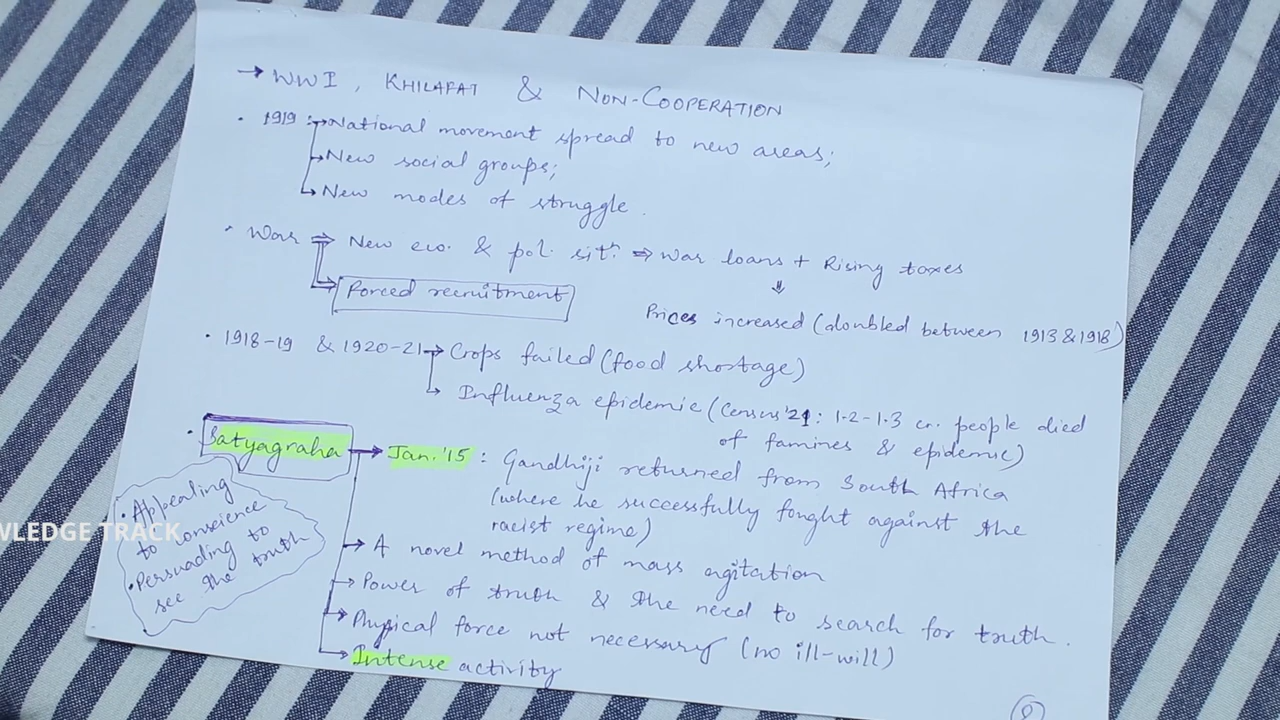 → WWI, KHILAFAT & NON-COOPERATION
• 1919 :→ National movement spread to new areas;
→ New social groups;
→ New modes of struggle.
• War ⇒ New eco. & pol. sitⁿ. ⇒ War loans + Rising taxes
⇓
⇒ Forced recruitment
Prices increased (doubled between 1913 & 1918)
• 1918-19 & 1920-21 → Crops failed (food shortage)
→ Influenza epidemic (Census '21: 1.2-1.3 cr. people died
of famines & epidemic)
• Satyagraha → Jan. '15 : Gandhiji returned from South Africa
(where he successfully fought against the
racist regime)
• Appealing
to conscience
• Persuading to
see the truth
→ A novel method of mass agitation
→ Power of truth & the need to search for truth.
→ Physical force not necessary (no ill-will)
→ Intense activity
WLEDGE TRACK